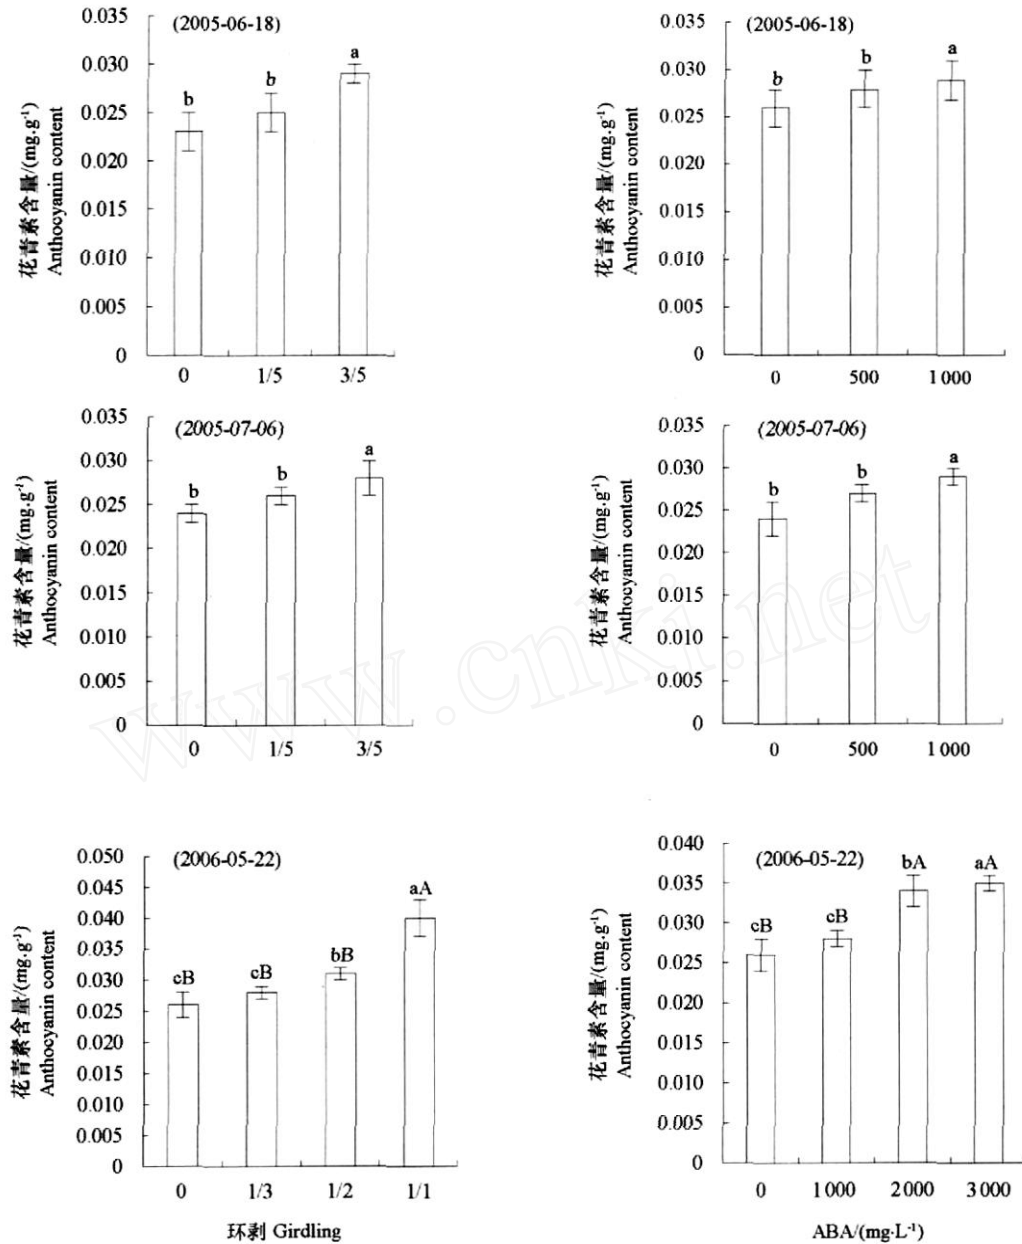 (2005-06-18)
0.035
0.030
0.025
0.020
0.015
0.010
0.005
0
b
b
a
0
1/5
3/5
花青素含量/(mg·g⁻¹)
Anthocyanin content
(2005-06-18)
0.035
0.030
0.025
0.020
0.015
0.010
0.005
0
b
b
a
0
500
1 000
花青素含量/(mg·g⁻¹)
Anthocyanin content
(2005-07-06)
0.035
0.030
0.025
0.020
0.015
0.010
0.005
0
b
b
a
0
1/5
3/5
花青素含量/(mg·g⁻¹)
Anthocyanin content
(2005-07-06)
0.035
0.030
0.025
0.020
0.015
0.010
0.005
0
b
b
a
0
500
1 000
花青素含量/(mg·g⁻¹)
Anthocyanin content
www.cnki.net
(2006-05-22)
0.050
0.045
0.040
0.035
0.030
0.025
0.020
0.015
0.010
0.005
0
cB
cB
bB
aA
0
1/3
1/2
1/1
花青素含量/(mg·g⁻¹)
Anthocyanin content
环剥 Girdling
(2006-05-22)
0.040
0.035
0.030
0.025
0.020
0.015
0.010
0.005
0
cB
cB
bA
aA
0
1 000
2 000
3 000
花青素含量/(mg·g⁻¹)
Anthocyanin content
ABA/(mg·L⁻¹)